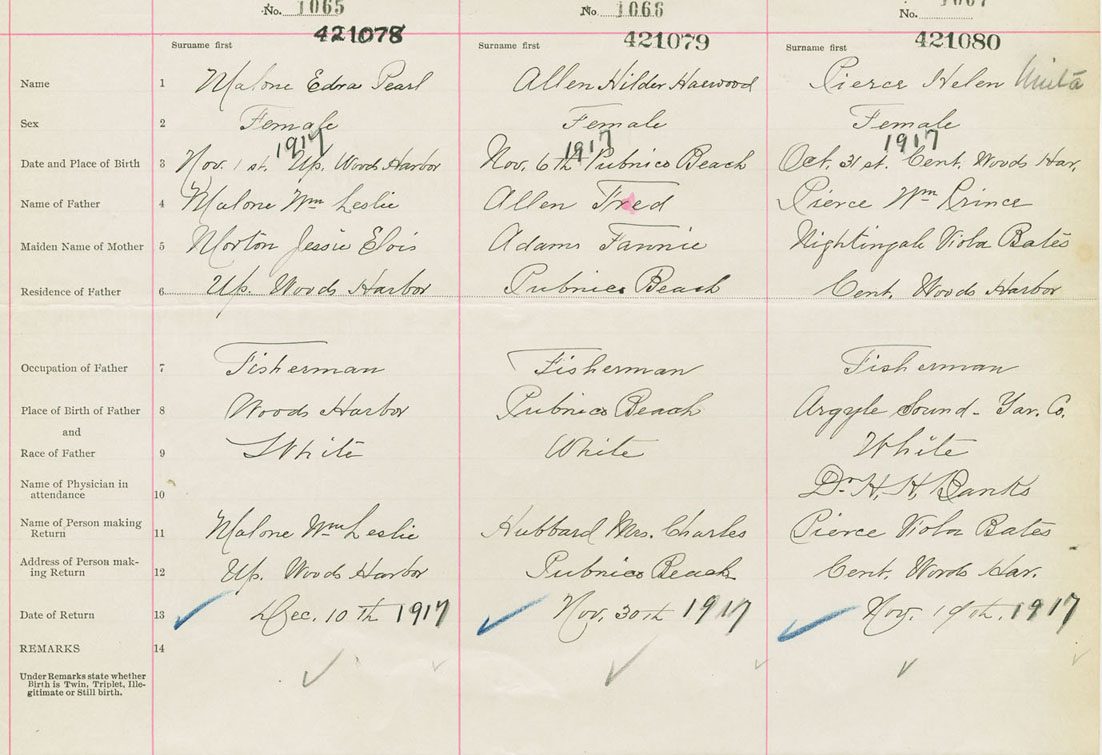 No. 1065 No. 1066 No. 1067
421078 421079 421080
Surname first Surname first Surname first
Name 1 Malone Edna Pearl Allen Hilder Harwood Pierce Helen
Sex 2 Female Female Female
1917 1917 1917
Date and Place of Birth 3 Nov. 1st. Up. Woods Harbor Nov. 6th Pubnico Beach Oct. 31st. Cent. Woods Har.
Name of Father 4 Malone Wm Leslie Allen Fred Pierce Wm Prince
Maiden Name of Mother 5 Morton Jessie Adams Fannie Nightingale Viola Bates
Residence of Father 6 Up. Woods Harbor Pubnico Beach Cent. Woods Harbor
Occupation of Father 7 Fisherman Fisherman Fisherman
Place of Birth of Father 8 Woods Harbor Pubnico Beach Argyle Sound - Yar. Co.
and
Race of Father 9 White White White
Name of Physician in
attendance 10 Dr. H. H. Banks
Name of Person making
Return 11 Malone Wm Leslie Hubbard Mrs. Charles Pierce Viola Bates
Address of Person mak-
ing Return 12 Up. Woods Harbor Pubnico Beach Cent. Woods Har.
Date of Return 13 Dec. 10th 1917 Nov. 30th 1917 Nov. 19th. 1917
REMARKS 14
Under Remarks state whether
Birth is Twin, Triplet, Ille-
gitimate or Still birth.